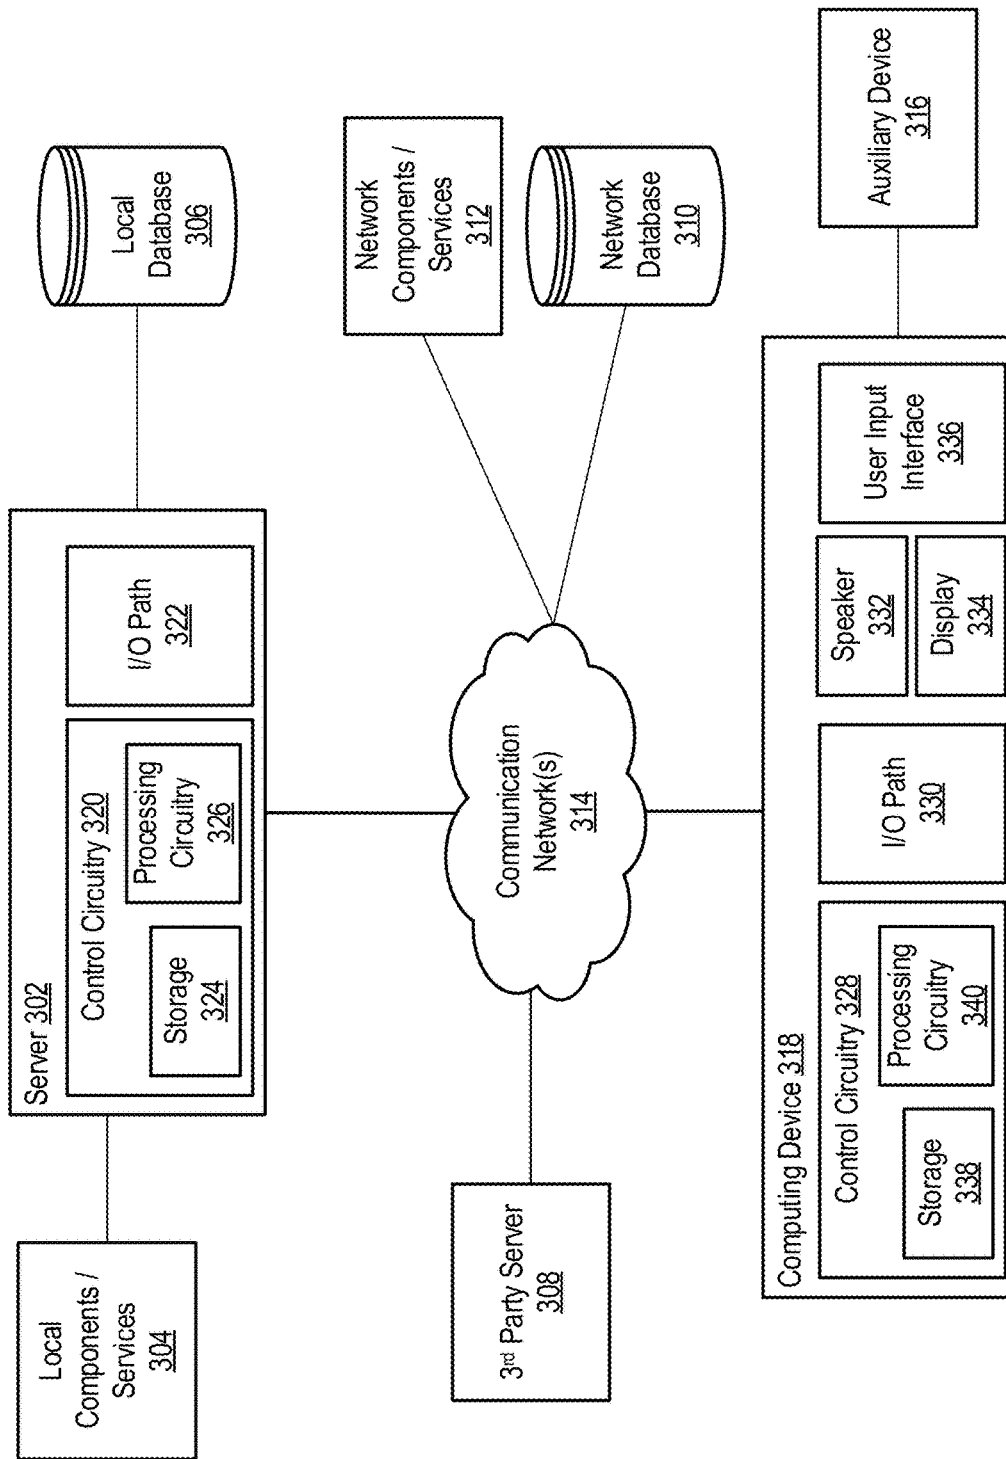 Local
Components /
Services
304
Server 302
Control Circuitry 320
Storage
324
Processing
Circuitry
326
I/O Path
322
Local
Database
306
3rd Party Server
308
Communication
Network(s)
314
Network
Components /
Services
312
Network
Database
310
Computing Device 318
Control Circuitry 328
Storage
338
Processing
Circuitry
340
I/O Path
330
Speaker
332
Display
334
User Input
Interface
336
Auxiliary Device
316